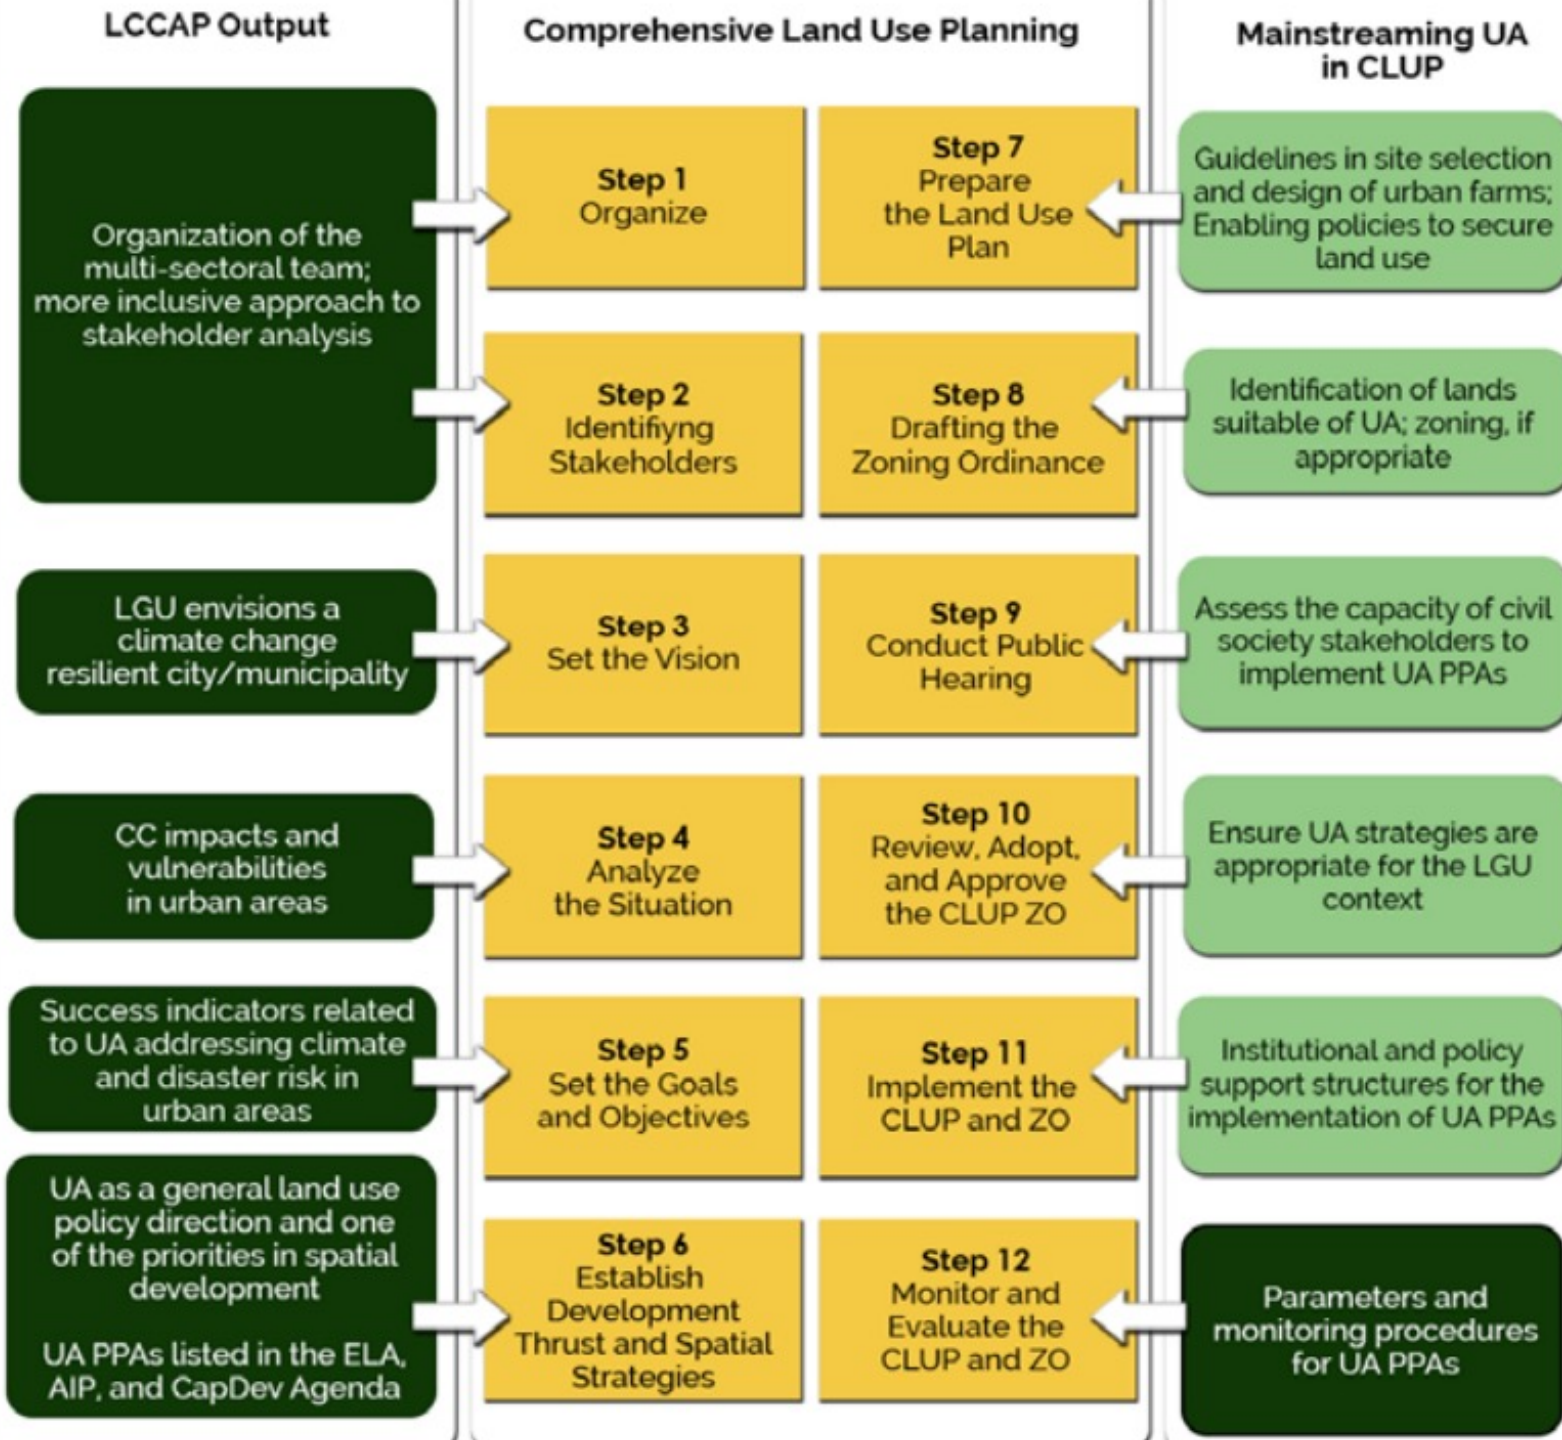 LCCAP Output
Organization of the
multi-sectoral team;
more inclusive approach to
stakeholder analysis
LGU envisions a
climate change
resilient city/municipality
CC impacts and
vulnerabilities
in urban areas
Success indicators related
to UA addressing climate
and disaster risk in
urban areas
UA as a general land use
policy direction and one
of the priorities in spatial
development
UA PPAs listed in the ELA,
AIP, and CapDev Agenda
Comprehensive Land Use Planning
Step 1
Organize
Step 2
Identifiyng
Stakeholders
Step 3
Set the Vision
Step 4
Analyze
the Situation
Step 5
Set the Goals
and Objectives
Step 6
Establish
Development
Thrust and Spatial
Strategies
Step 7
Prepare
the Land Use
Plan
Step 8
Drafting the
Zoning Ordinance
Step 9
Conduct Public
Hearing
Step 10
Review, Adopt,
and Approve
the CLUP ZO
Step 11
Implement the
CLUP and ZO
Step 12
Monitor and
Evaluate the
CLUP and ZO
Mainstreaming UA
in CLUP
Guidelines in site selection
and design of urban farms;
Enabling policies to secure
land use
Identification of lands
suitable of UA; zoning, if
appropriate
Assess the capacity of civil
society stakeholders to
implement UA PPAs
Ensure UA strategies are
appropriate for the LGU
context
Institutional and policy
support structures for the
implementation of UA PPAs
Parameters and
monitoring procedures
for UA PPAs